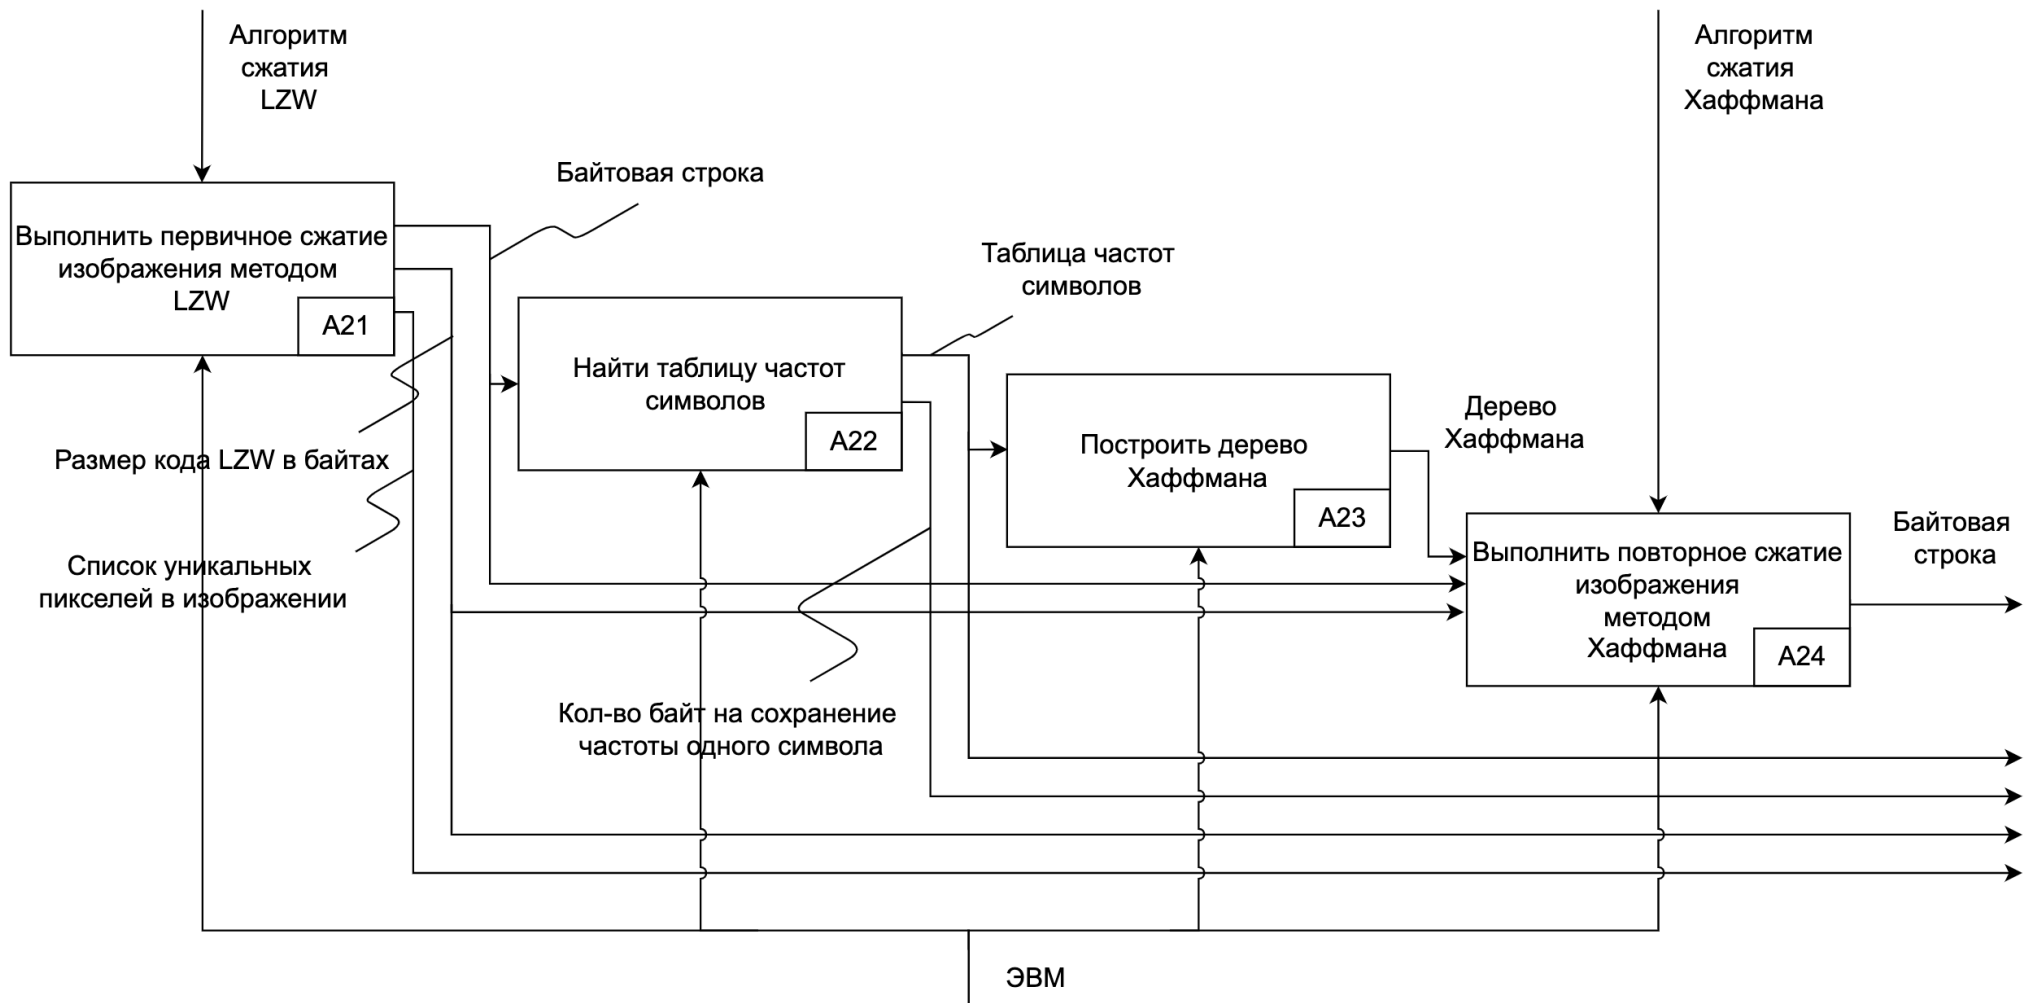 Алгоритм
сжатия
LZW
Алгоритм
сжатия
Хаффмана
Байтовая строка
Выполнить первичное сжатие
изображения методом
LZW
A21
Таблица частот
символов
Найти таблицу частот
символов
A22
Размер кода LZW в байтах
Список уникальных
пикселей в изображении
Построить дерево
Хаффмана
A23
Дерево
Хаффмана
Выполнить повторное сжатие
изображения
методом
Хаффмана
A24
Байтовая
строка
Кол-во байт на сохранение
частоты одного символа
ЭВМ